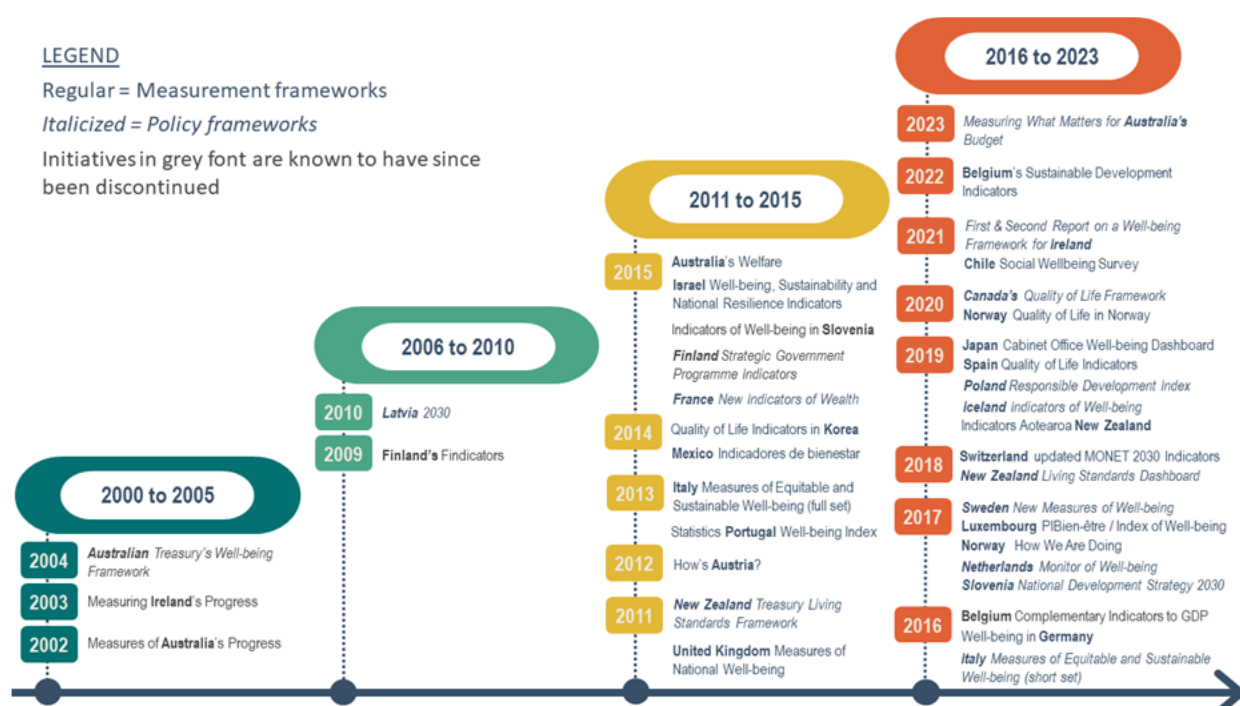 LEGEND
Regular = Measurement frameworks
Italicized = Policy frameworks
Initiatives in grey font are known to have since
been discontinued
2000 to 2005
2004
Australian Treasury's Well-being
Framework
2003
Measuring Ireland's Progress
2002
Measures of Australia's Progress
2006 to 2010
2010
Latvia 2030
2009
Finland's Findicators
2011 to 2015
2015
Australia's Welfare
Israel Well-being, Sustainability and
National Resilience Indicators
Indicators of Well-being in Slovenia
Finland Strategic Government
Programme Indicators
France New Indicators of Wealth
2014
Quality of Life Indicators in Korea
Mexico Indicadores de bienestar
2013
Italy Measures of Equitable and
Sustainable Well-being (full set)
Statistics Portugal Well-being Index
2012
How's Austria?
2011
New Zealand Treasury Living
Standards Framework
United Kingdom Measures of
National Well-being
2016 to 2023
2023
Measuring What Matters for Australia's
Budget
2022
Belgium's Sustainable Development
Indicators
2021
First & Second Report on a Well-being
Framework for Ireland
Chile Social Wellbeing Survey
2020
Canada's Quality of Life Framework
Norway Quality of Life in Norway
2019
Japan Cabinet Office Well-being Dashboard
Spain Quality of Life Indicators
Poland Responsible Development Index
Iceland Indicators of Well-being
Indicators Aotearoa New Zealand
2018
Switzerland updated MONET 2030 Indicators
New Zealand Living Standards Dashboard
2017
Sweden New Measures of Well-being
Luxembourg PIBien-être / Index of Well-being
Norway How We Are Doing
Netherlands Monitor of Well-being
Slovenia National Development Strategy 2030
2016
Belgium Complementary Indicators to GDP
Well-being in Germany
Italy Measures of Equitable and Sustainable
Well-being (short set)